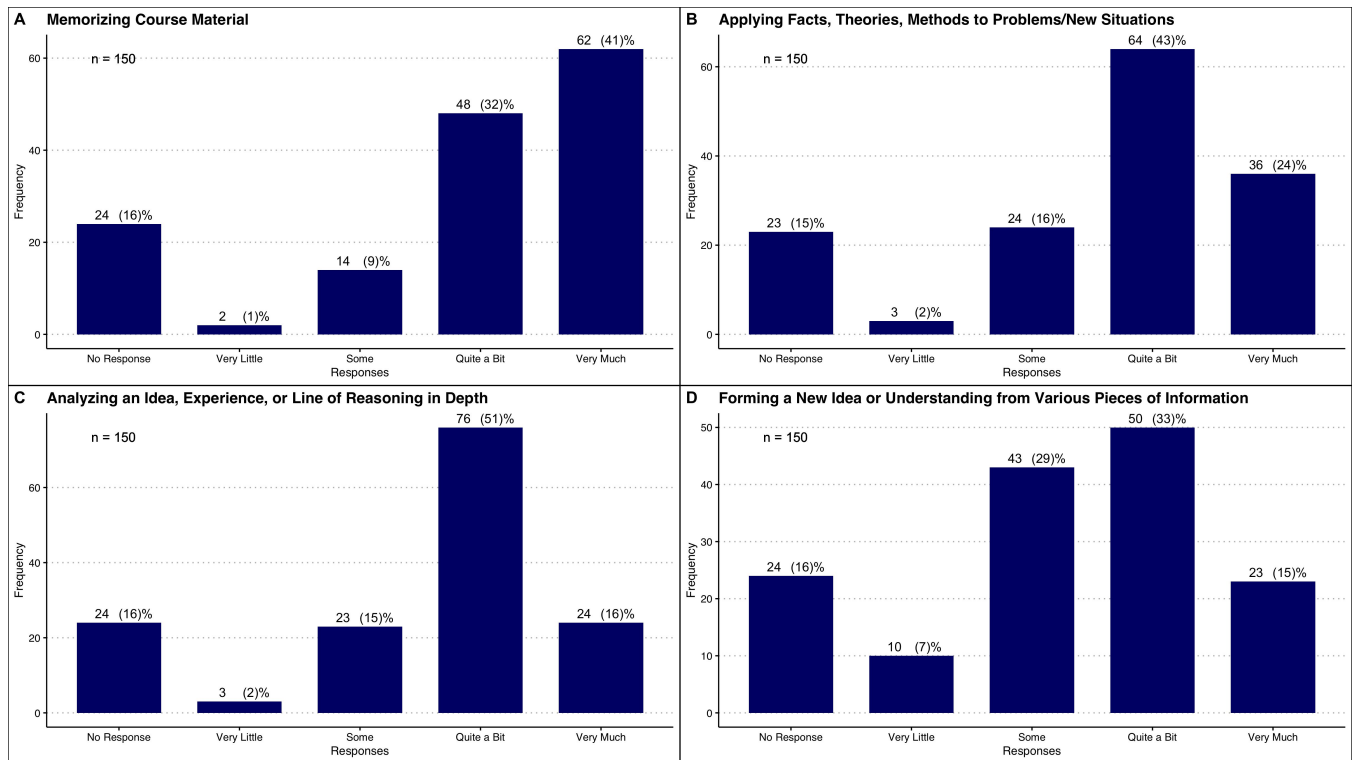 A Memorizing Course Material
n = 150
Frequency
60
40
20
0
24 (16)%
2 (1)%
14 (9)%
48 (32)%
62 (41)%
No Response Very Little Some Quite a Bit Very Much
Responses
B Applying Facts, Theories, Methods to Problems/New Situations
n = 150
Frequency
60
40
20
0
23 (15)%
3 (2)%
24 (16)%
64 (43)%
36 (24)%
No Response Very Little Some Quite a Bit Very Much
Responses
C Analyzing an Idea, Experience, or Line of Reasoning in Depth
n = 150
Frequency
60
40
20
0
24 (16)%
3 (2)%
23 (15)%
76 (51)%
24 (16)%
No Response Very Little Some Quite a Bit Very Much
Responses
D Forming a New Idea or Understanding from Various Pieces of Information
n = 150
Frequency
50
40
30
20
10
0
24 (16)%
10 (7)%
43 (29)%
50 (33)%
23 (15)%
No Response Very Little Some Quite a Bit Very Much
Responses